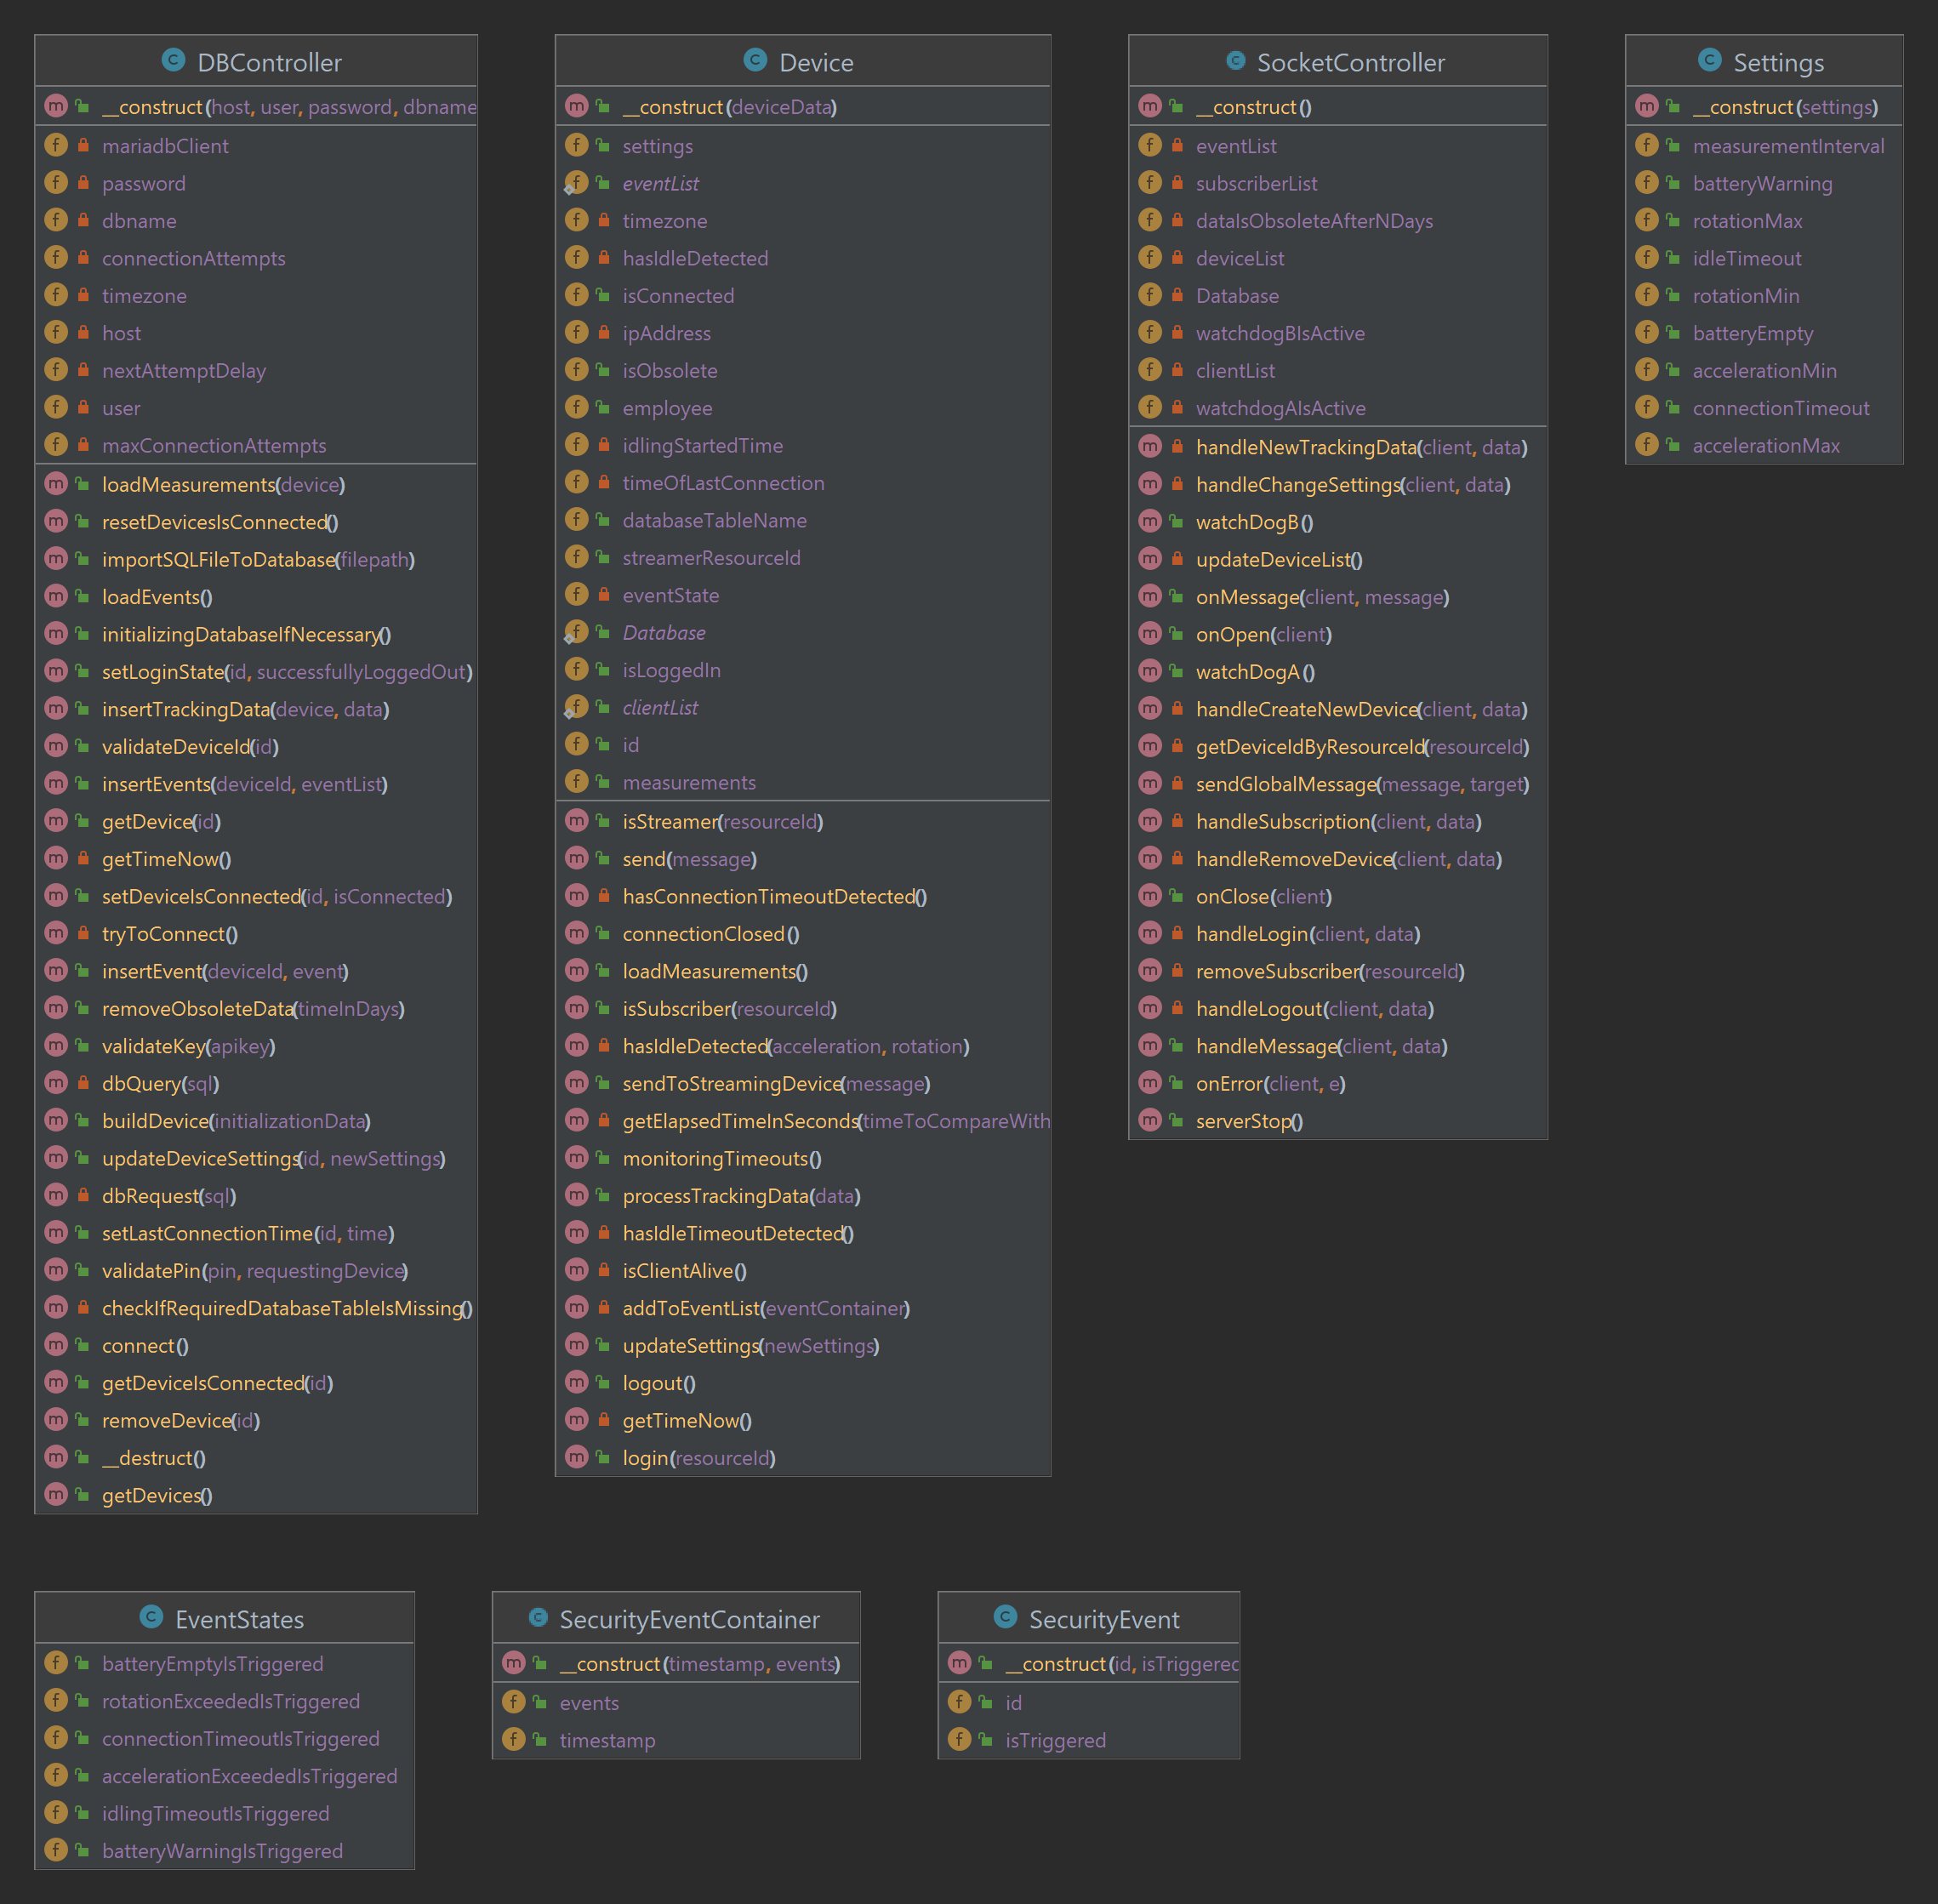 DBController
__construct(host, user, password, dbname
mariadbClient
password
dbname
connectionAttempts
timezone
host
nextAttemptDelay
user
maxConnectionAttempts
loadMeasurements(device)
resetDevicesIsConnected()
importSQLFileToDatabase(filepath)
loadEvents()
initializingDatabaseIfNecessary()
setLoginState(id, successfullyLoggedOut)
insertTrackingData(device, data)
validateDeviceId(id)
insertEvents(deviceId, eventList)
getDevice(id)
getTimeNow()
setDeviceIsConnected(id, isConnected)
tryToConnect()
insertEvent(deviceId, event)
removeObsoleteData(timeInDays)
validateKey(apikey)
dbQuery(sql)
buildDevice(initializationData)
updateDeviceSettings(id, newSettings)
dbRequest(sql)
setLastConnectionTime(id, time)
validatePin(pin, requestingDevice)
checkIfRequiredDatabaseTableIsMissing()
connect()
getDeviceIsConnected(id)
removeDevice(id)
__destruct()
getDevices()
Device
__construct(deviceData)
settings
eventList
timezone
hasIdleDetected
isConnected
ipAddress
isObsolete
employee
idlingStartedTime
timeOfLastConnection
databaseTableName
streamerResourceId
eventState
Database
isLoggedIn
clientList
id
measurements
isStreamer(resourceId)
send(message)
hasConnectionTimeoutDetected()
connectionClosed()
loadMeasurements()
isSubscriber(resourceId)
hasIdleDetected(acceleration, rotation)
sendToStreamingDevice(message)
getElapsedTimeInSeconds(timeToCompareWith
monitoringTimeouts()
processTrackingData(data)
hasIdleTimeoutDetected()
isClientAlive()
addToEventList(eventContainer)
updateSettings(newSettings)
logout()
getTimeNow()
login(resourceId)
SocketController
__construct()
eventList
subscriberList
dataIsObsoleteAfterNDays
deviceList
Database
watchdogBIsActive
clientList
watchdogAIsActive
handleNewTrackingData(client, data)
handleChangeSettings(client, data)
watchDogB()
updateDeviceList()
onMessage(client, message)
onOpen(client)
watchDogA()
handleCreateNewDevice(client, data)
getDeviceIdByResourceId(resourceId)
sendGlobalMessage(message, target)
handleSubscription(client, data)
handleRemoveDevice(client, data)
onClose(client)
handleLogin(client, data)
removeSubscriber(resourceId)
handleLogout(client, data)
handleMessage(client, data)
onError(client, e)
serverStop()
Settings
__construct(settings)
measurementInterval
batteryWarning
rotationMax
idleTimeout
rotationMin
batteryEmpty
accelerationMin
connectionTimeout
accelerationMax
EventStates
batteryEmptyIsTriggered
rotationExceededIsTriggered
connectionTimeoutIsTriggered
accelerationExceededIsTriggered
idlingTimeoutIsTriggered
batteryWarningIsTriggered
SecurityEventContainer
__construct(timestamp, events)
events
timestamp
SecurityEvent
__construct(id, isTriggered
id
isTriggered